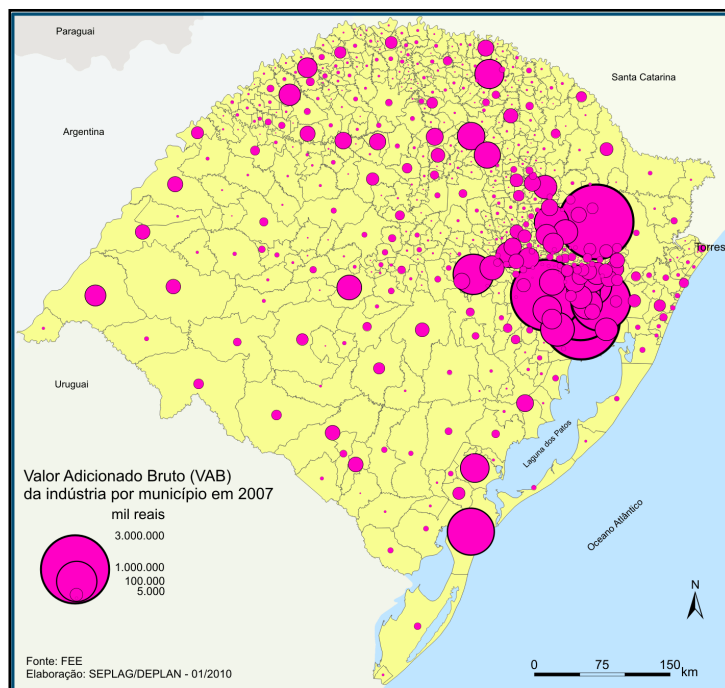 Paraguai
Santa Catarina
Argentina
Torres
Uruguai
Laguna dos Patos
Oceano Atlântico
Valor Adicionado Bruto (VAB)
da indústria por município em 2007
mil reais
3.000.000
1.000.000
100.000
5.000
N
0 75 150 km
Fonte: FEE
Elaboração: SEPLAG/DEPLAN - 01/2010